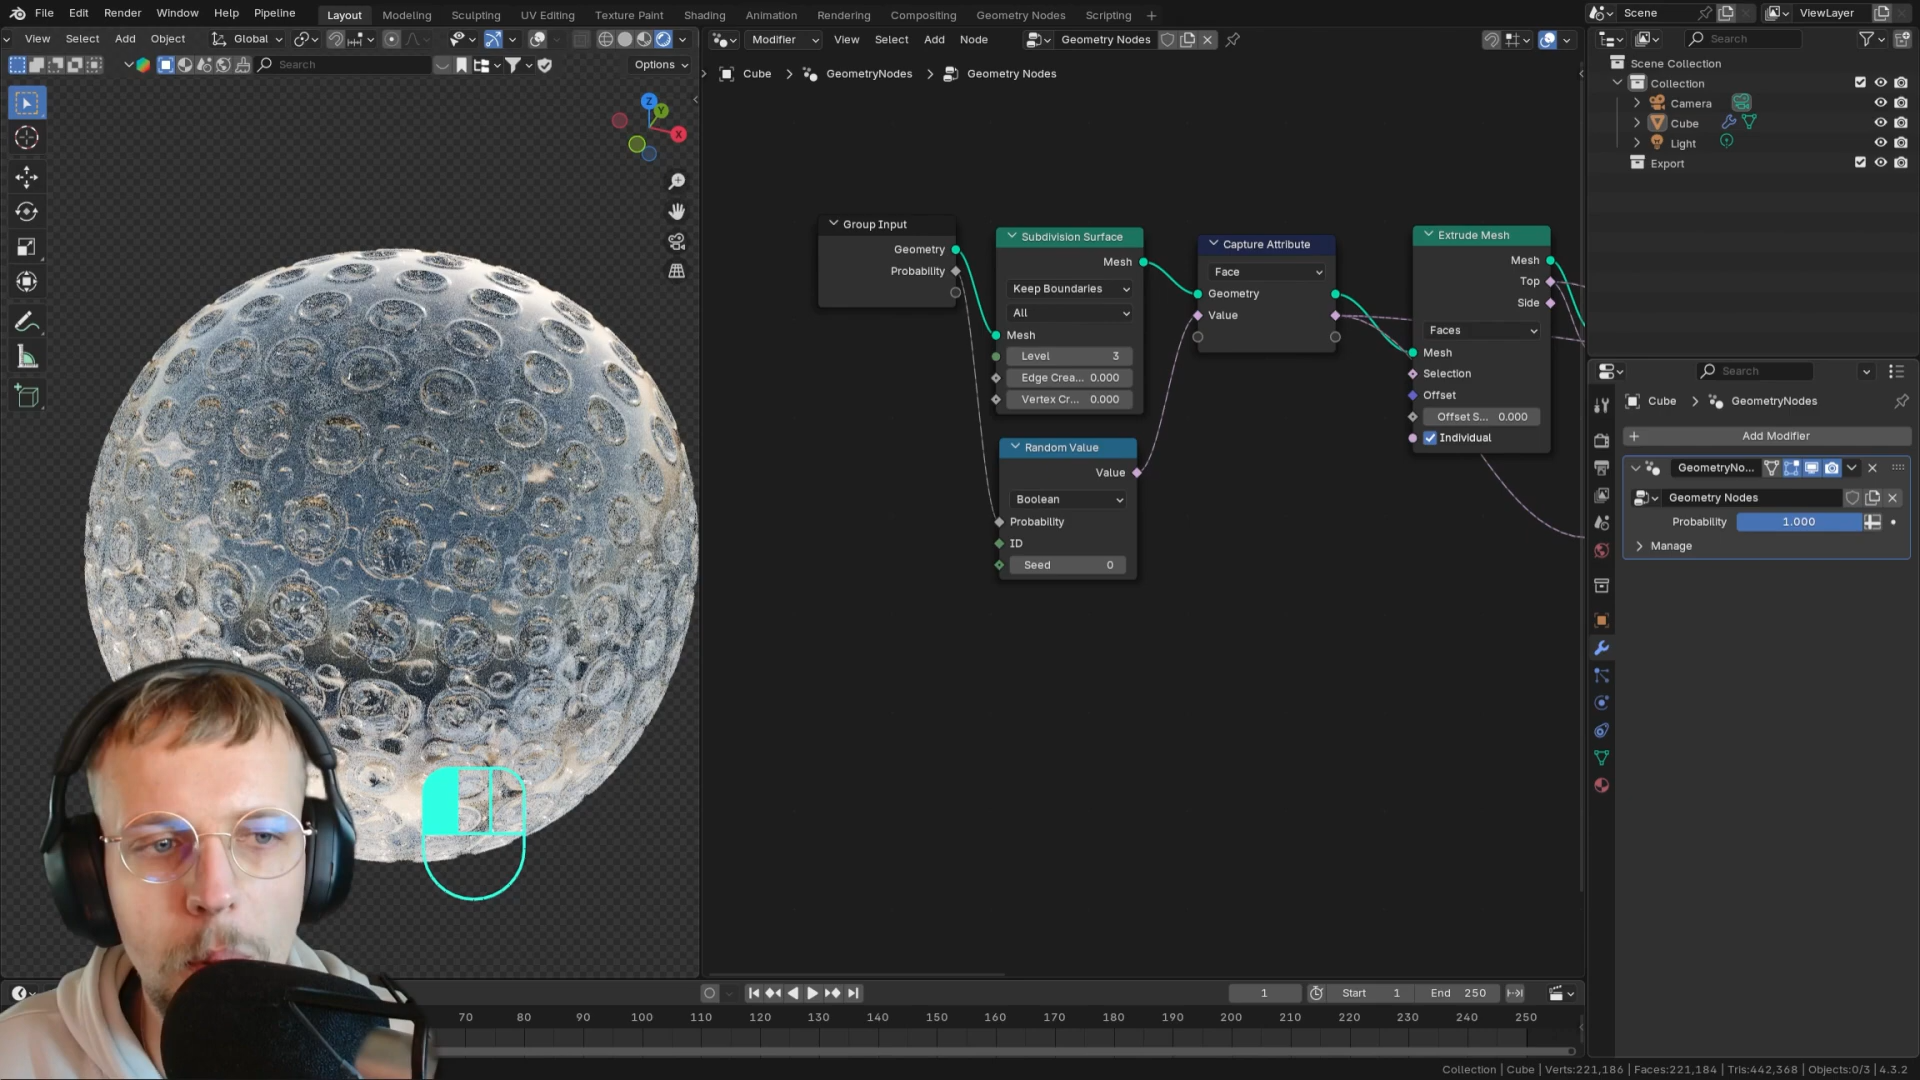 File Edit Render Window Help Pipeline
Layout Modeling Sculpting UV Editing Texture Paint Shading Animation Rendering Compositing Geometry Nodes Scripting
Scene
ViewLayer
View Select Add Object Global
Modifier View Select Add Node Geometry Nodes
Search
Search Options
Cube GeometryNodes Geometry Nodes
Scene Collection
Collection
Camera
Cube
Light
Export
Z
Y
X
Group Input
Geometry
Probability
Subdivision Surface
Mesh
Keep Boundaries
All
Mesh
Level 3
Edge Crea... 0.000
Vertex Cr... 0.000
Random Value
Value
Boolean
Probability
ID
Seed 0
Capture Attribute
Face
Geometry
Value
Extrude Mesh
Mesh
Top
Side
Faces
Mesh
Selection
Offset
Offset S... 0.000
Individual
Search
Cube GeometryNodes
Add Modifier
GeometryNo...
Geometry Nodes
Probability 1.000
Manage
1 Start 1 End 250
70 80 90 100 110 120 130 140 150 160 170 180 190 200 210 220 230 240 250
Collection | Cube | Verts:221,186 | Faces:221,184 | Tris:442,368 | Objects:0/3 | 4.3.2